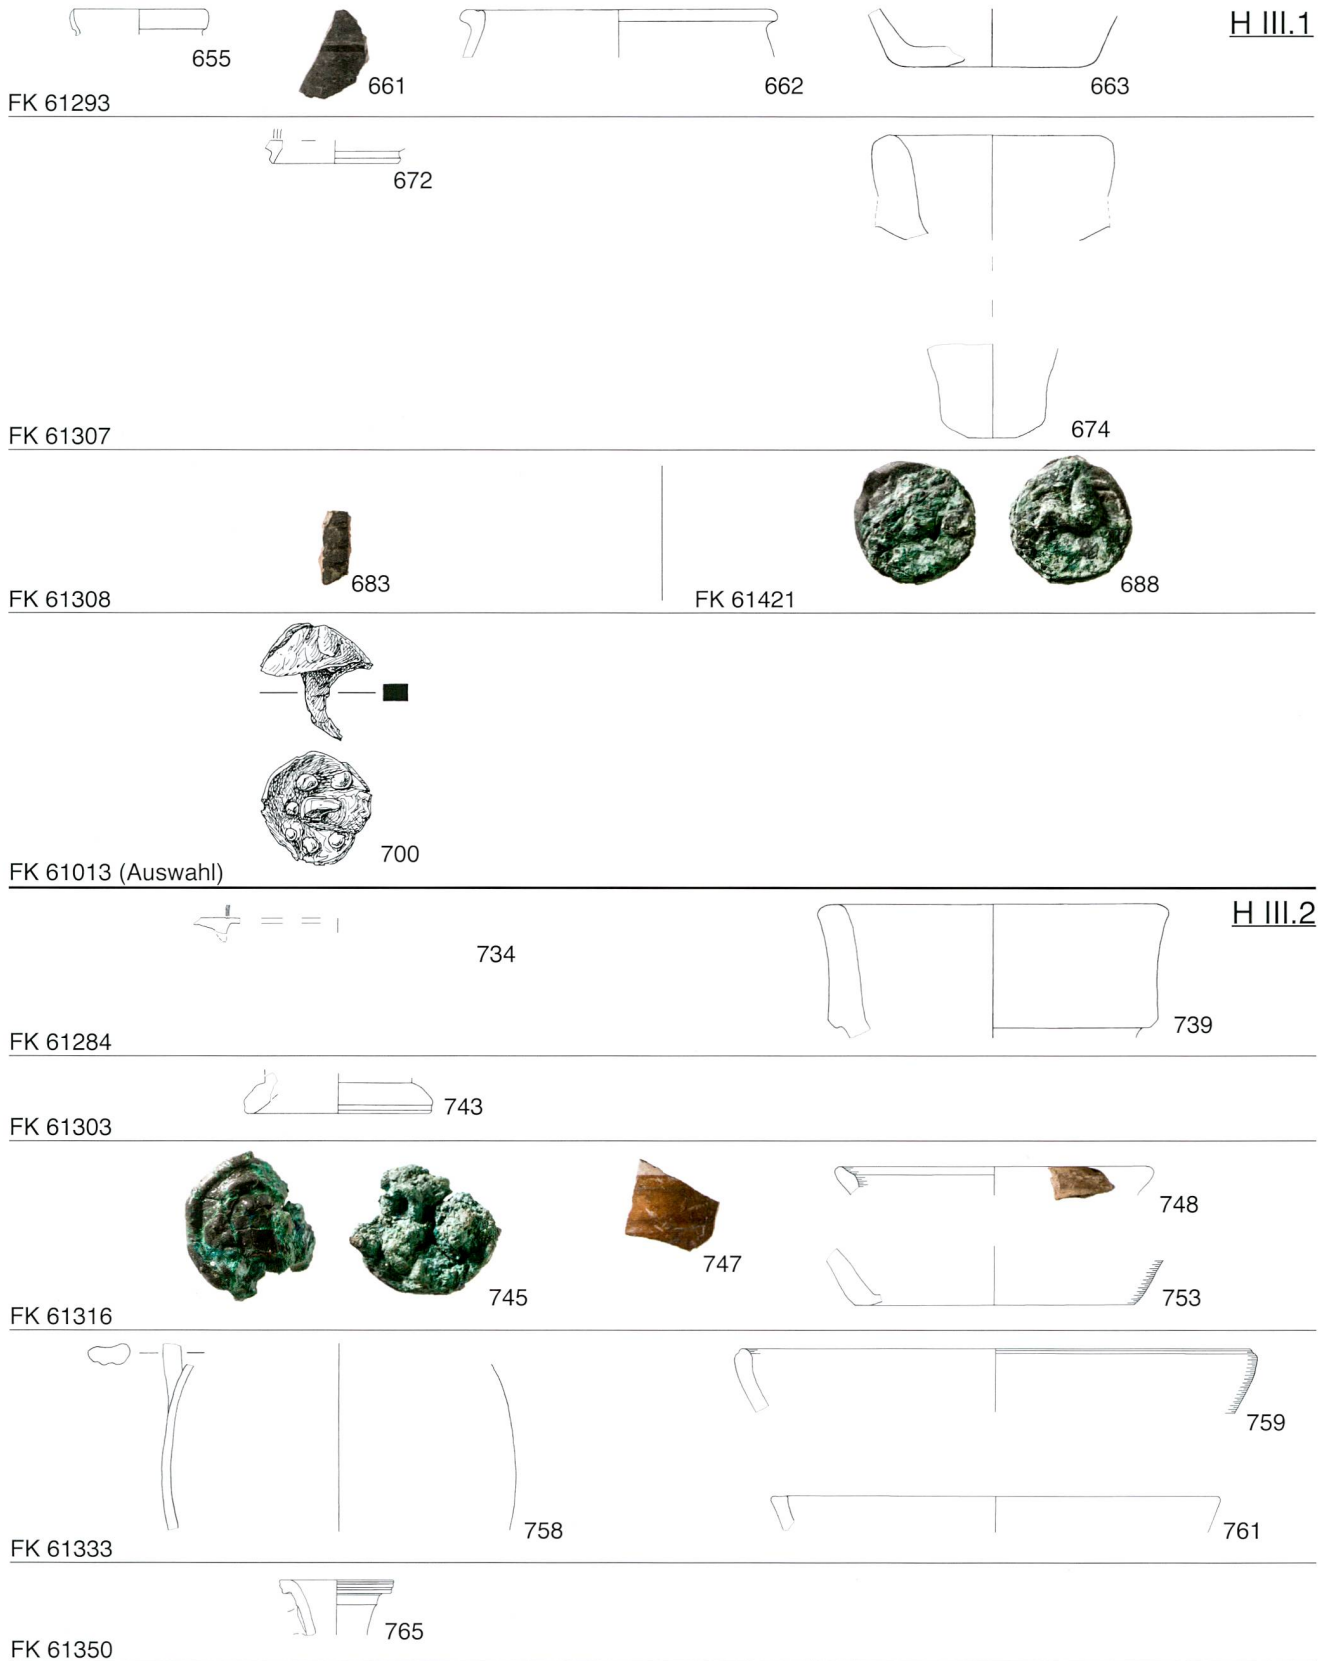 H III.1
655
661
662
663
FK 61293
672
674
FK 61307
683
688
FK 61308
FK 61421
700
FK 61013 (Auswahl)
H III.2
734
739
FK 61284
743
FK 61303
745
747
748
753
FK 61316
758
759
761
FK 61333
765
FK 61350